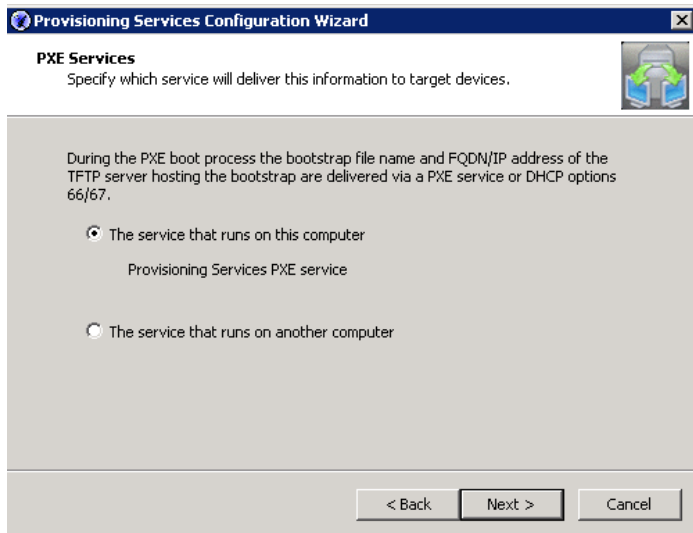 Provisioning Services Configuration Wizard
PXE Services
Specify which service will deliver this information to target devices.
During the PXE boot process the bootstrap file name and FQDN/IP address of the
TFTP server hosting the bootstrap are delivered via a PXE service or DHCP options
66/67.
The service that runs on this computer
Provisioning Services PXE service
The service that runs on another computer
< Back Next > Cancel